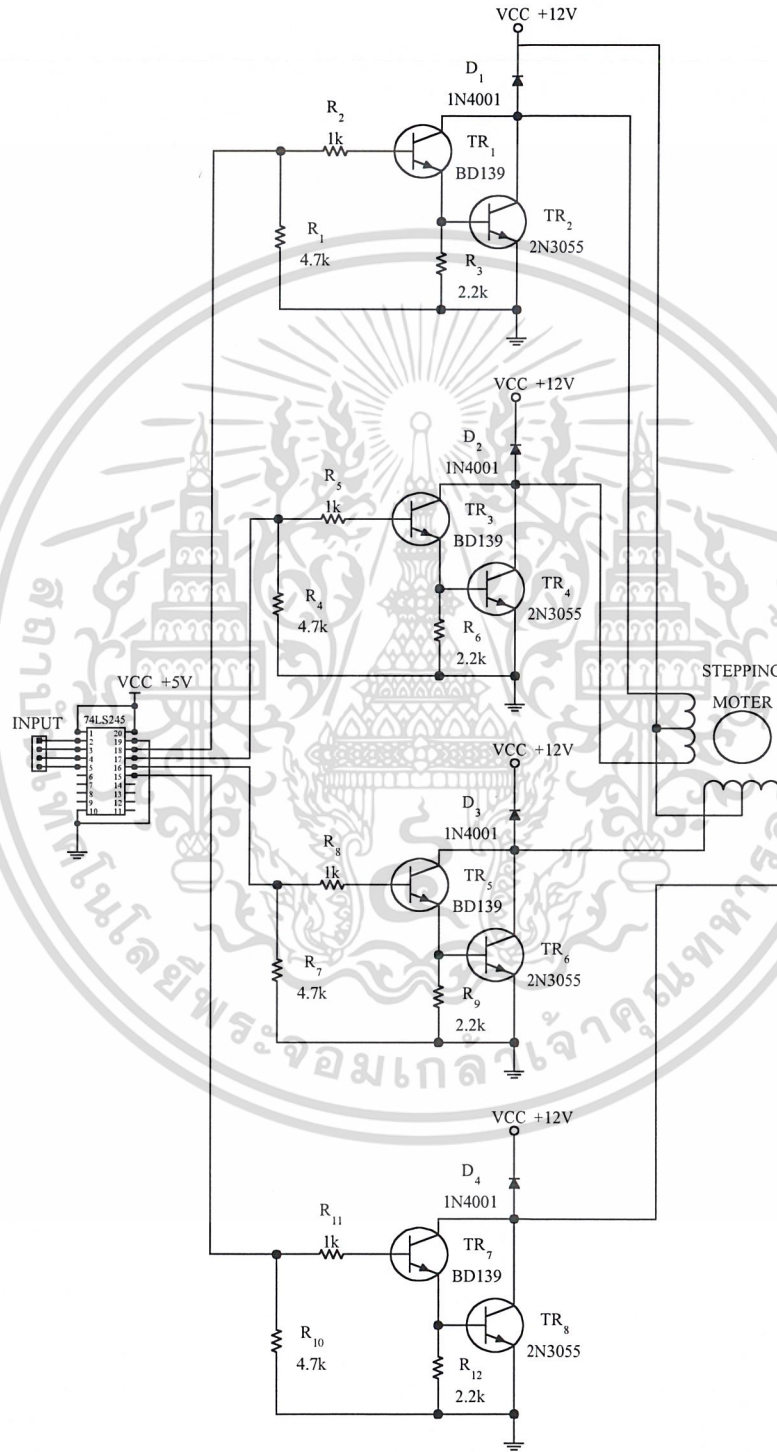 VCC +12V
D1
1N4001
R2
1k
TR1
BD139
R1
4.7k
TR2
2N3055
R3
2.2k
VCC +12V
D2
1N4001
R5
1k
TR3
BD139
R4
4.7k
TR4
2N3055
R6
2.2k
VCC +5V
INPUT
74LS245
1 20
2 19
3 18
4 17
5 16
6 15
7 14
8 13
9 12
10 11
STEPPING
MOTER
VCC +12V
D3
1N4001
R8
1k
TR5
BD139
R7
4.7k
TR6
2N3055
R9
2.2k
VCC +12V
D4
1N4001
R11
1k
TR7
BD139
R10
4.7k
TR8
2N3055
R12
2.2k